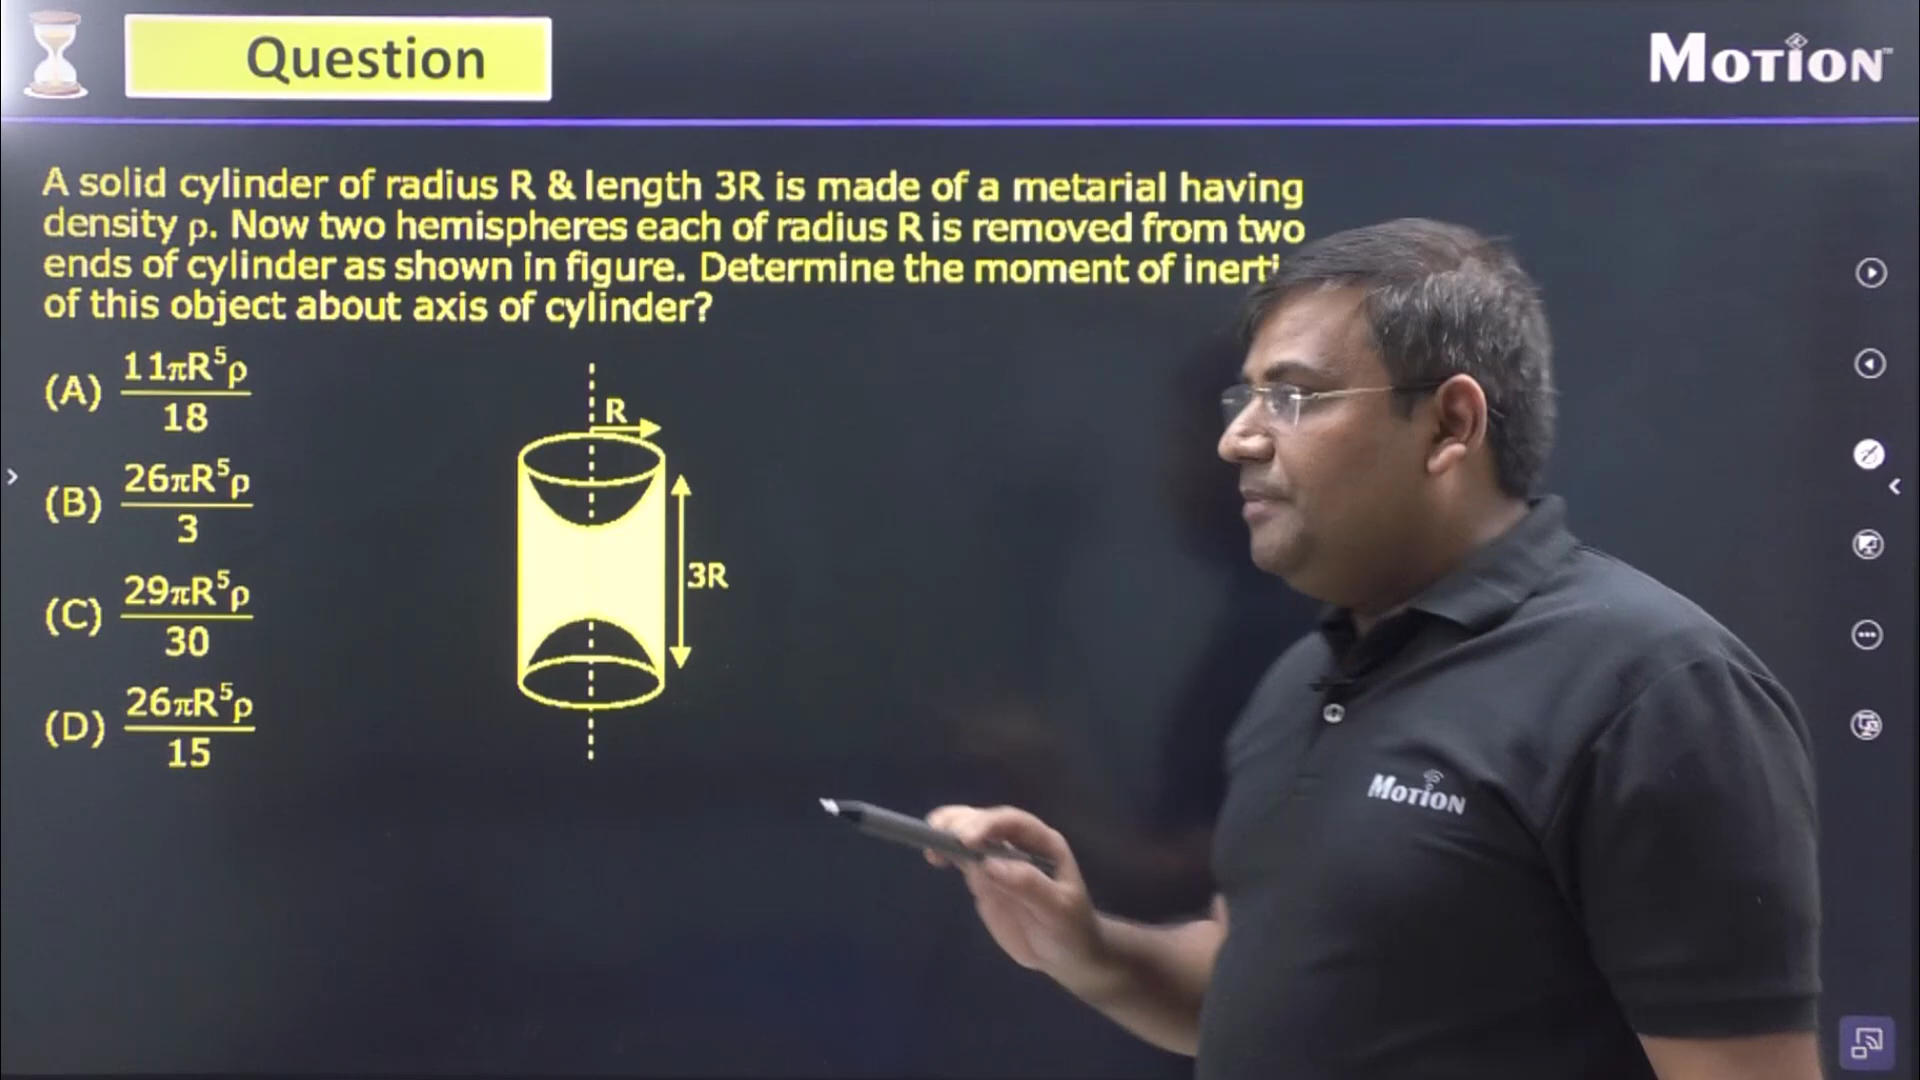 Question
MOTION™
A solid cylinder of radius R & length 3R is made of a metarial having
density ρ. Now two hemispheres each of radius R is removed from two
ends of cylinder as shown in figure. Determine the moment of inerti
of this object about axis of cylinder?
(A) 11πR⁵ρ / 18
(B) 26πR⁵ρ / 3
(C) 29πR⁵ρ / 30
(D) 26πR⁵ρ / 15
R
3R
MOTION